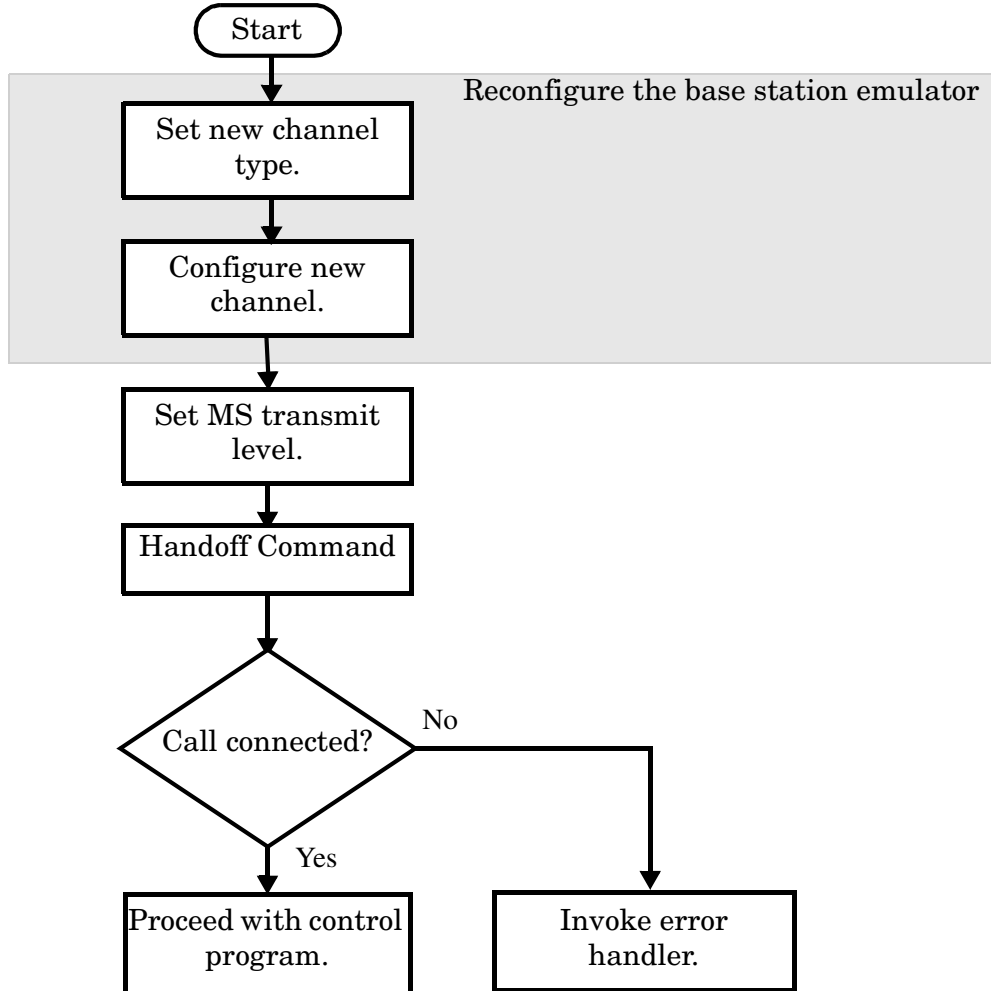 Start
Reconfigure the base station emulator
Set new channel
type.
Configure new
channel.
Set MS transmit
level.
Handoff Command
Call connected?
No
Yes
Proceed with control
program.
Invoke error
handler.